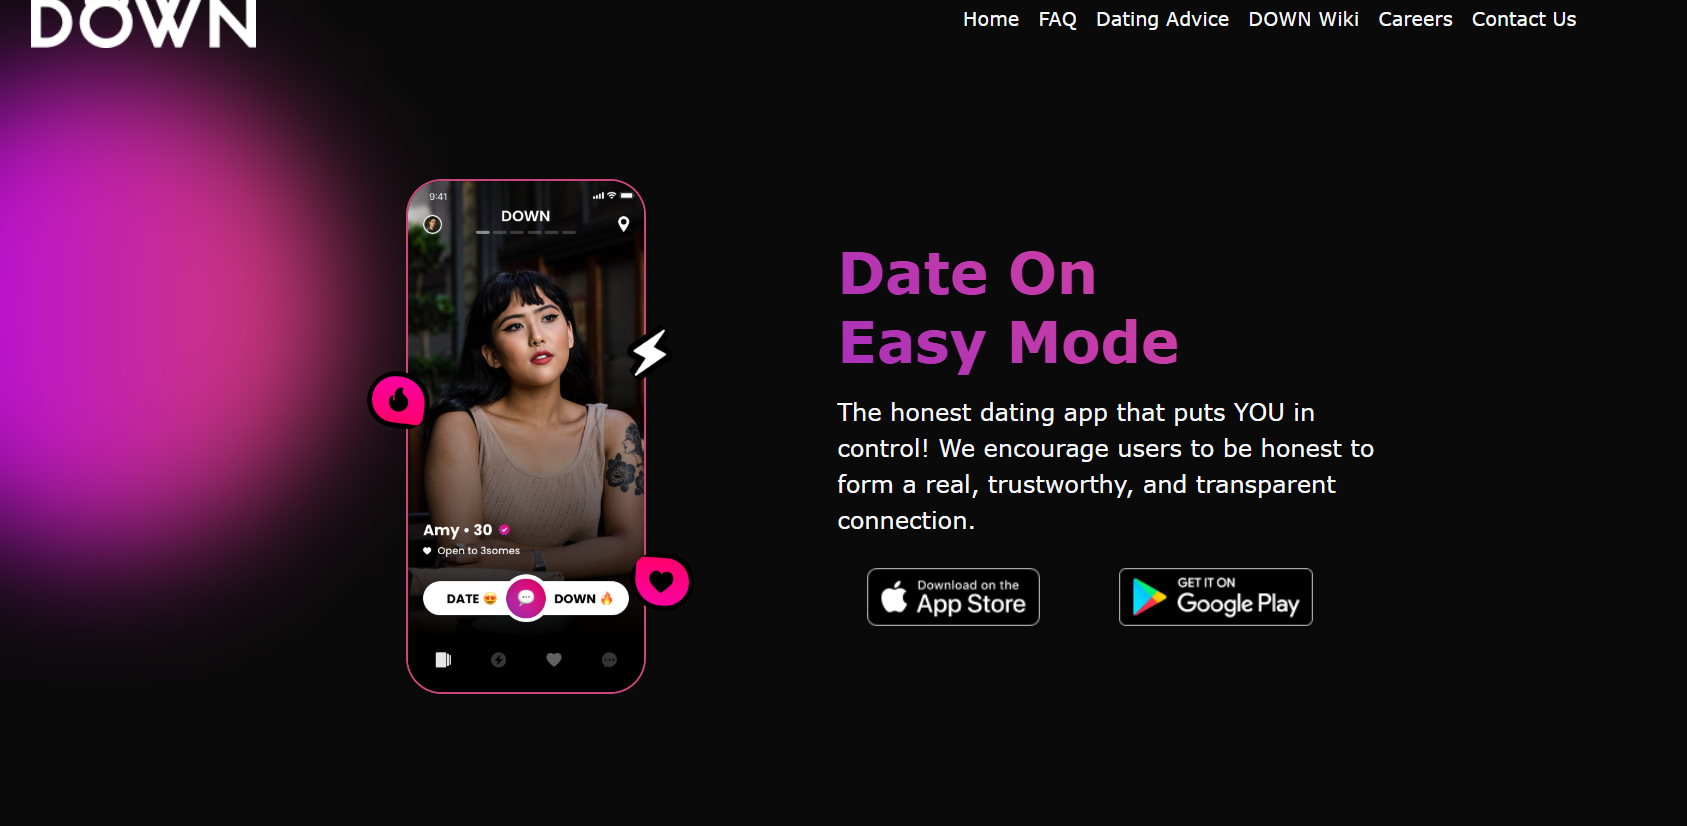 DOWN
Home FAQ Dating Advice DOWN Wiki Careers Contact Us
9:41
DOWN
Amy • 30
Open to 3somes
DATE 😍 💬 DOWN 🔥
Date On
Easy Mode
The honest dating app that puts YOU in
control! We encourage users to be honest to
form a real, trustworthy, and transparent
connection.
Download on the
App Store
GET IT ON
Google Play